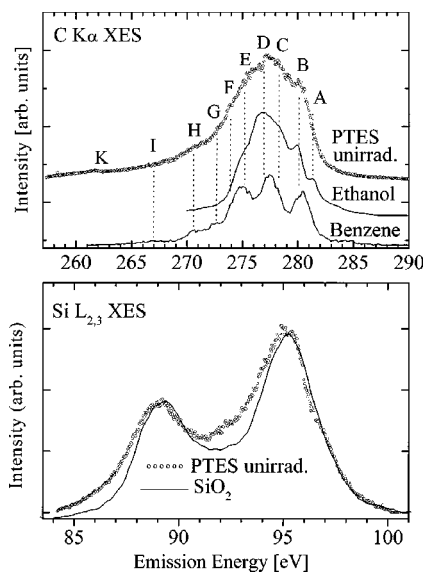 C Kα XES
D
C
E
B
F
A
G
H
I
K
PTES
unirrad.
Ethanol
Benzene
Intensity [arb. units]
260 265 270 275 280 285 290
Si L2,3 XES
Intensity (arb. units)
PTES unirrad.
SiO2
85 90 95 100
Emission Energy [eV]